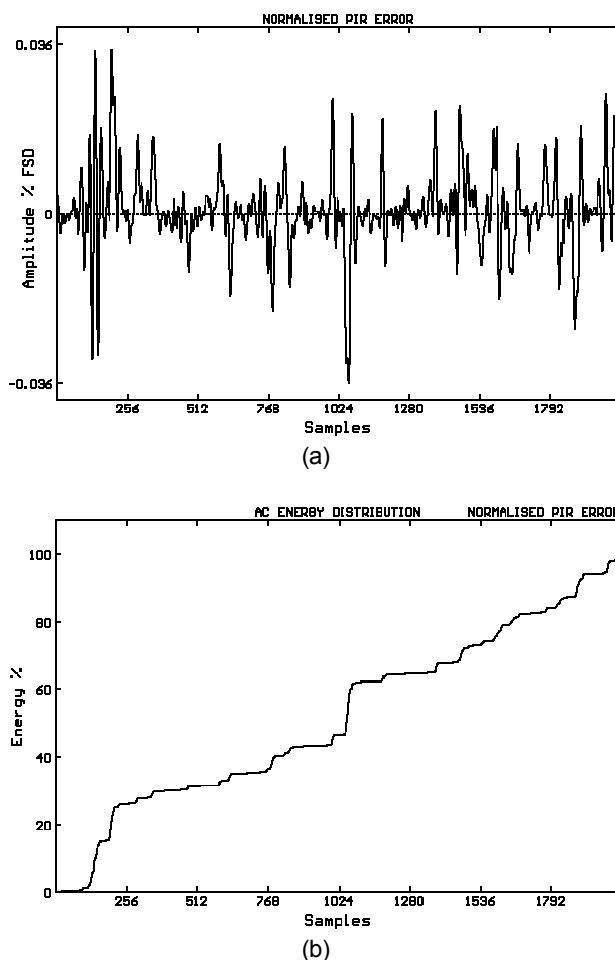 NORMALISED PIR ERROR
0.036
0
-0.036
Amplitude % FSD
256 512 768 1024 1280 1536 1792
Samples
(a)
AC ENERGY DISTRIBUTION NORMALISED PIR ERROR
100
80
60
40
20
0
Energy %
256 512 768 1024 1280 1536 1792
Samples
(b)